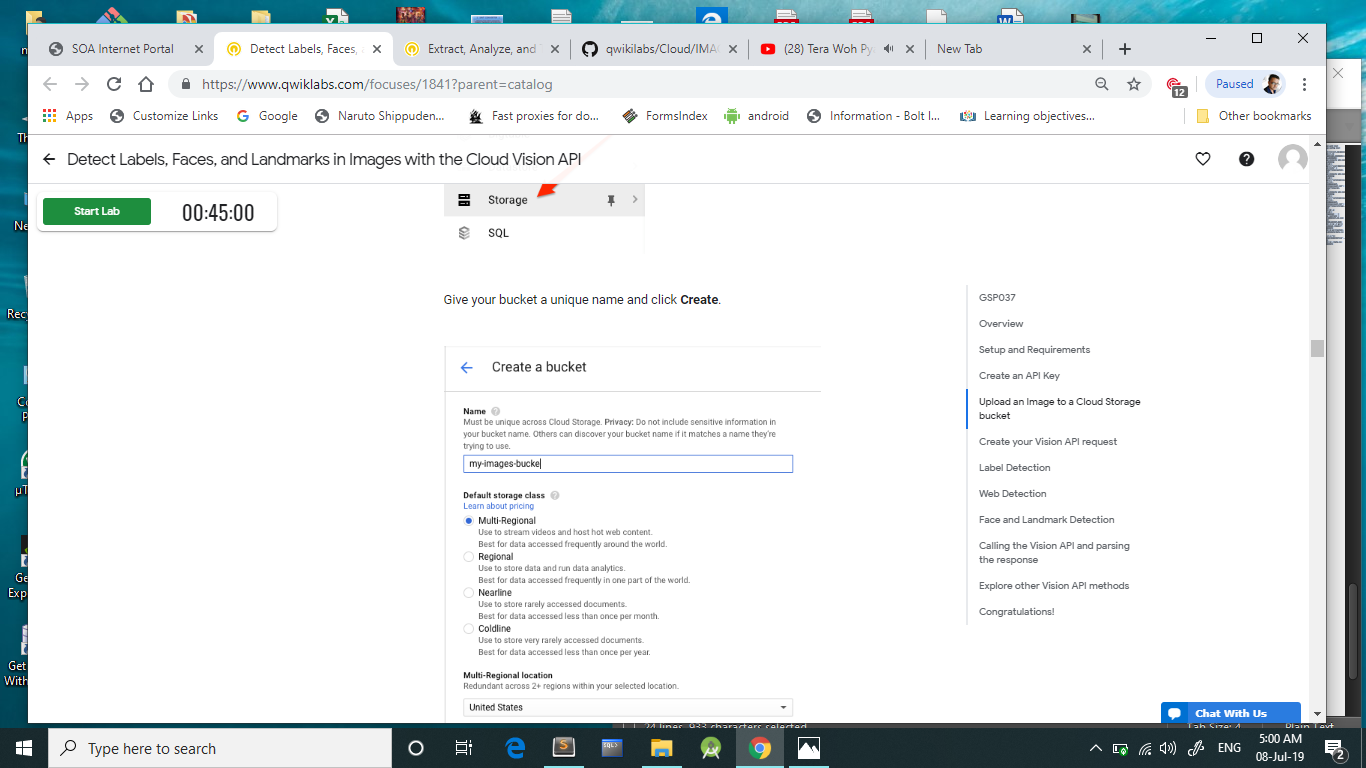 SOA Internet Portal
Detect Labels, Faces,
Extract, Analyze, and
qwikilabs/Cloud/IMA
(28) Tera Woh Py
New Tab
https://www.qwiklabs.com/focuses/1841?parent=catalog
12
Paused
Apps
Customize Links
Google
Naruto Shippuden...
Fast proxies for do...
FormsIndex
android
Information - Bolt I...
Learning objectives...
Other bookmarks
Detect Labels, Faces, and Landmarks in Images with the Cloud Vision API
Start Lab
00:45:00
Storage
SQL
Give your bucket a unique name and click Create.
Create a bucket
Name
Must be unique across Cloud Storage. Privacy: Do not include sensitive information in
your bucket name. Others can discover your bucket name if it matches a name they're
trying to use.
my-images-bucke
Default storage class
Learn about pricing
Multi-Regional
Use to stream videos and host hot web content.
Best for data accessed frequently around the world.
Regional
Use to store data and run data analytics.
Best for data accessed frequently in one part of the world.
Nearline
Use to store rarely accessed documents.
Best for data accessed less than once per month.
Coldline
Use to store very rarely accessed documents.
Best for data accessed less than once per year.
Multi-Regional location
Redundant across 2+ regions within your selected location.
United States
GSP037
Overview
Setup and Requirements
Create an API Key
Upload an Image to a Cloud Storage
bucket
Create your Vision API request
Label Detection
Web Detection
Face and Landmark Detection
Calling the Vision API and parsing
the response
Explore other Vision API methods
Congratulations!
Chat With Us
24 lines, 933 characters selected
Tab Size: 4
Plain Text
Type here to search
ENG
5:00 AM
08-Jul-19
2